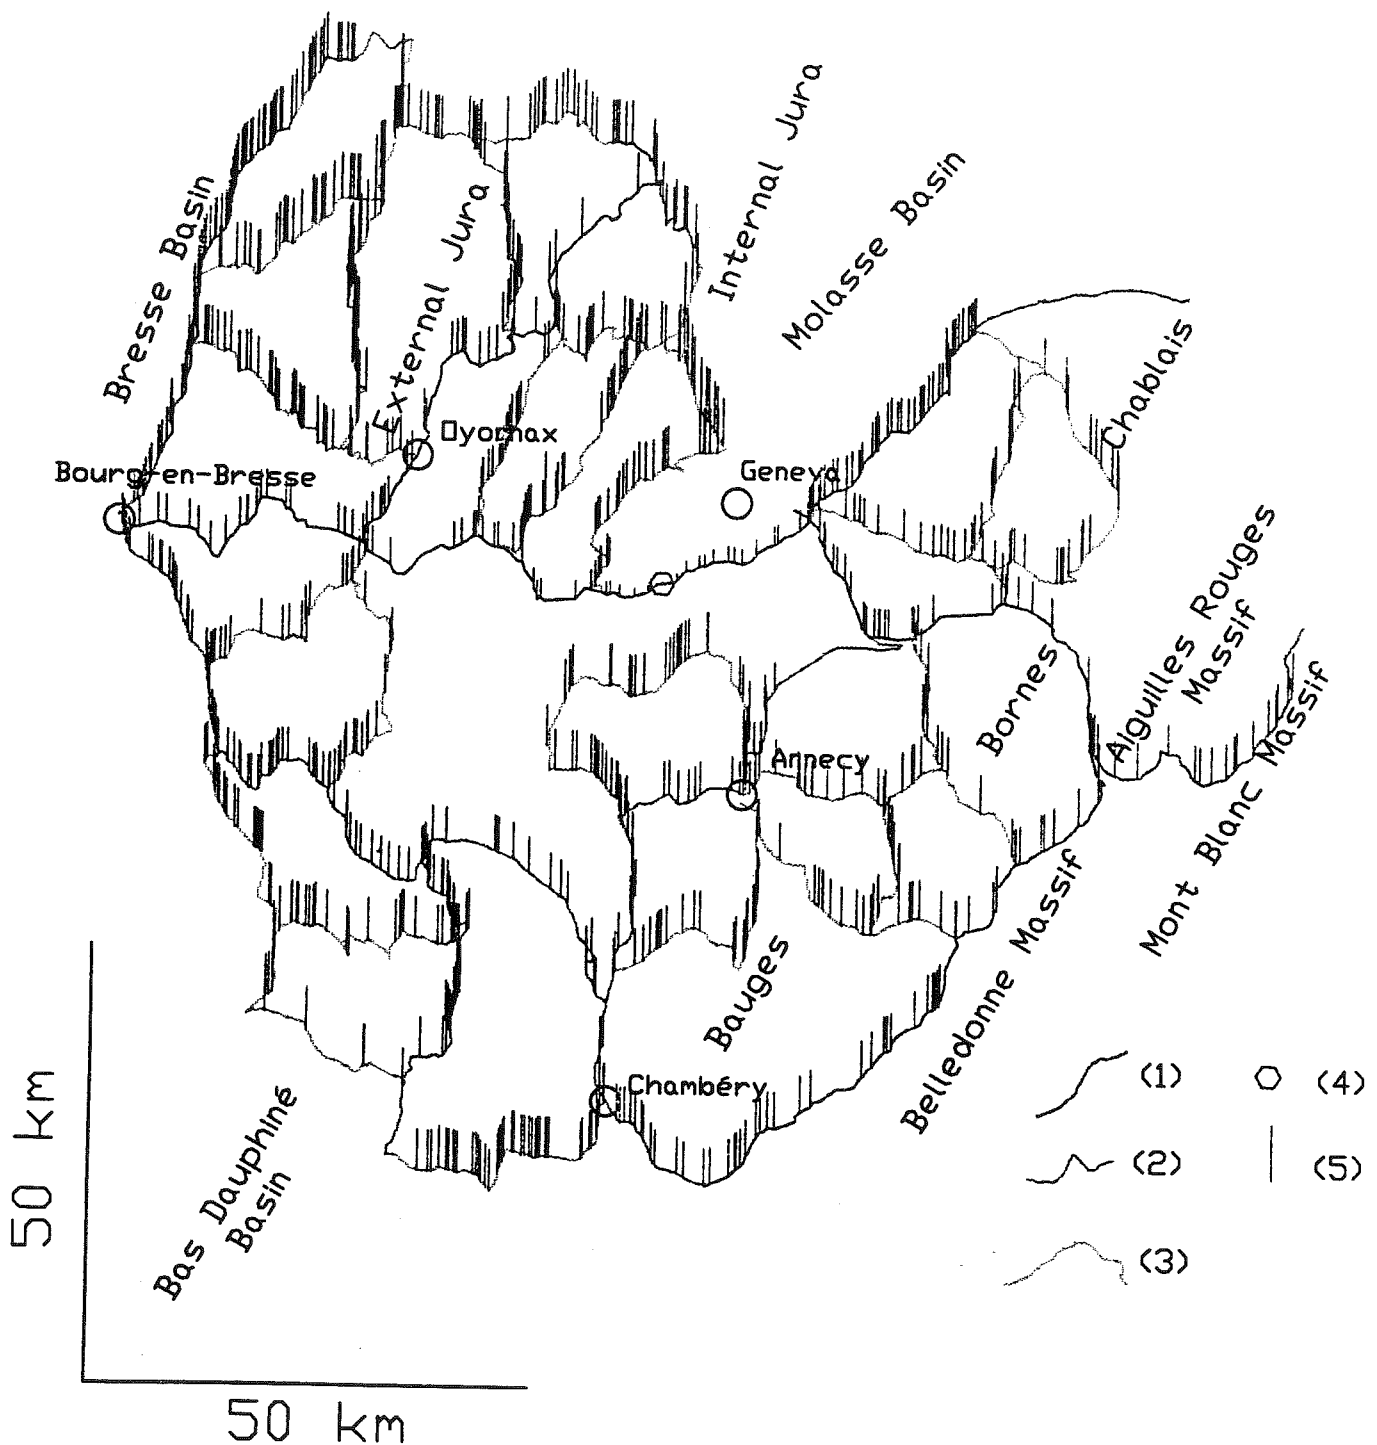 Bresse Basin
External Jura
Internal Jura
Molasse Basin
Chablais
Oyonnax
Bourg-en-Bresse
Geneva
Aiguilles Rouges
Massif
Bornes
Annecy
Mont Blanc Massif
Bauges
Belledonne Massif
Chambéry
Bas Dauphiné
Basin
50 km
50 km
(1)
(2)
(3)
(4)
(5)